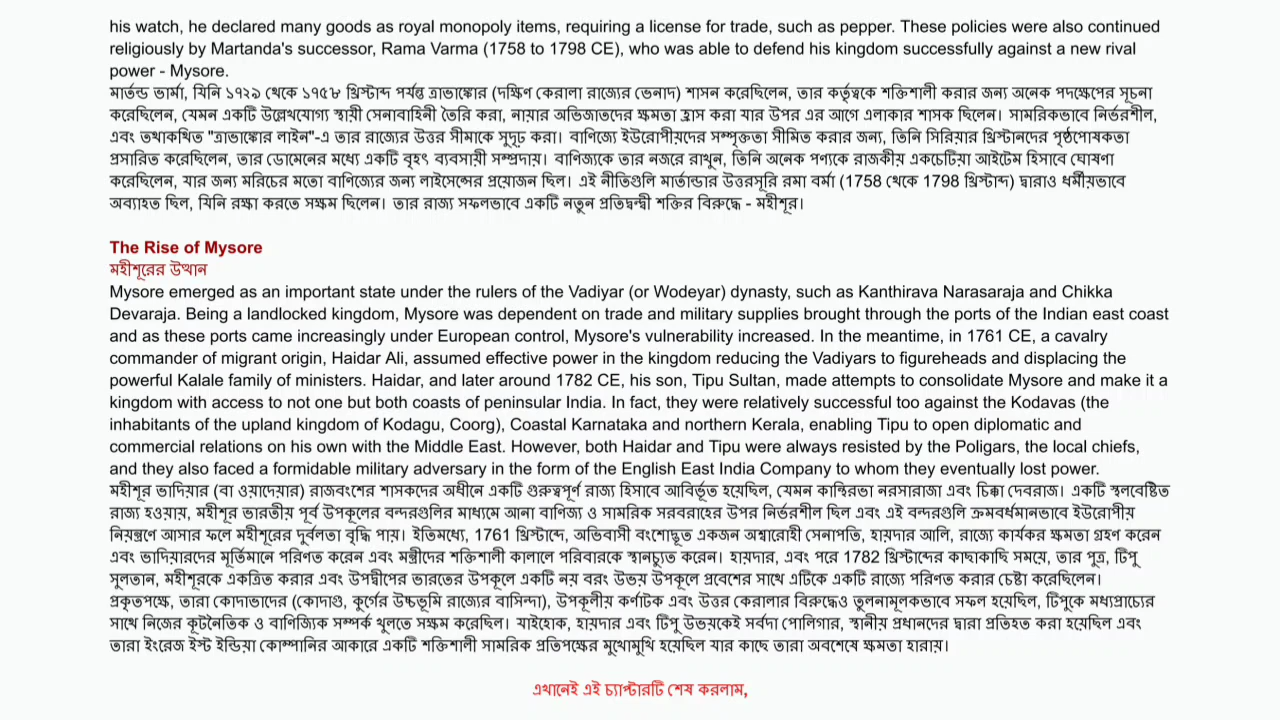 his watch, he declared many goods as royal monopoly items, requiring a license for trade, such as pepper. These policies were also continued
religiously by Martanda's successor, Rama Varma (1758 to 1798 CE), who was able to defend his kingdom successfully against a new rival
power - Mysore.
মার্তন্ড ভার্মা, যিনি ১৭২৯ থেকে ১৭৫৮ খ্রিস্টাব্দ পর্যন্ত ত্রাভাঙ্কোর (দক্ষিণ কেরালা রাজ্যের ভেনাদ) শাসন করেছিলেন, তার কর্তৃত্বকে শক্তিশালী করার জন্য অনেক পদক্ষেপের সূচনা
করেছিলেন, যেমন একটি উল্লেখযোগ্য স্থায়ী সেনাবাহিনী তৈরি করা, নায়ার অভিজাতদের ক্ষমতা হ্রাস করা যার উপর এর আগে এলাকার শাসক ছিলেন। সামরিকভাবে নির্ভরশীল,
এবং তথাকথিত "ত্রাভাঙ্কোর লাইন"-এ তার রাজ্যের উত্তর সীমাকে সুদৃঢ় করা। বাণিজ্যে ইউরোপীয়দের সম্পৃক্ততা সীমিত করার জন্য, তিনি সিরিয়ার খ্রিস্টানদের পৃষ্ঠপোষকতা
প্রসারিত করেছিলেন, তার ডোমেনের মধ্যে একটি বৃহৎ ব্যবসায়ী সম্প্রদায়। বাণিজ্যকে তার নজরে রাখুন, তিনি অনেক পণ্যকে রাজকীয় একচেটিয়া আইটেম হিসাবে ঘোষণা
করেছিলেন, যার জন্য মরিচের মতো বাণিজ্যের জন্য লাইসেন্সের প্রয়োজন ছিল। এই নীতিগুলি মার্তান্ডার উত্তরসূরি রমা বর্মা (1758 থেকে 1798 খ্রিস্টাব্দ) দ্বারাও ধর্মীয়ভাবে
অব্যাহত ছিল, যিনি রক্ষা করতে সক্ষম ছিলেন। তার রাজ্য সফলভাবে একটি নতুন প্রতিদ্বন্দ্বী শক্তির বিরুদ্ধে - মহীশূর।
The Rise of Mysore
মহীশূরের উত্থান
Mysore emerged as an important state under the rulers of the Vadiyar (or Wodeyar) dynasty, such as Kanthirava Narasaraja and Chikka
Devaraja. Being a landlocked kingdom, Mysore was dependent on trade and military supplies brought through the ports of the Indian east coast
and as these ports came increasingly under European control, Mysore's vulnerability increased. In the meantime, in 1761 CE, a cavalry
commander of migrant origin, Haidar Ali, assumed effective power in the kingdom reducing the Vadiyars to figureheads and displacing the
powerful Kalale family of ministers. Haidar, and later around 1782 CE, his son, Tipu Sultan, made attempts to consolidate Mysore and make it a
kingdom with access to not one but both coasts of peninsular India. In fact, they were relatively successful too against the Kodavas (the
inhabitants of the upland kingdom of Kodagu, Coorg), Coastal Karnataka and northern Kerala, enabling Tipu to open diplomatic and
commercial relations on his own with the Middle East. However, both Haidar and Tipu were always resisted by the Poligars, the local chiefs,
and they also faced a formidable military adversary in the form of the English East India Company to whom they eventually lost power.
মহীশূর ভাদিয়ার (বা ওয়াদেয়ার) রাজবংশের শাসকদের অধীনে একটি গুরুত্বপূর্ণ রাজ্য হিসাবে আবির্ভূত হয়েছিল, যেমন কান্থিরভা নরসারাজা এবং চিক্কা দেবরাজ। একটি স্থলবেষ্টিত
রাজ্য হওয়ায়, মহীশূর ভারতীয় পূর্ব উপকূলের বন্দরগুলির মাধ্যমে আনা বাণিজ্য ও সামরিক সরবরাহের উপর নির্ভরশীল ছিল এবং এই বন্দরগুলি ক্রমবর্ধমানভাবে ইউরোপীয়
নিয়ন্ত্রণে আসার ফলে মহীশূরের দুর্বলতা বৃদ্ধি পায়। ইতিমধ্যে, 1761 খ্রিস্টাব্দে, অভিবাসী বংশোদ্ভূত একজন অশ্বারোহী সেনাপতি, হায়দার আলি, রাজ্যে কার্যকর ক্ষমতা গ্রহণ করেন
এবং ভাদিয়ারদের মূর্তিমানে পরিণত করেন এবং মন্ত্রীদের শক্তিশালী কালালে পরিবারকে স্থানচ্যুত করেন। হায়দার, এবং পরে 1782 খ্রিস্টাব্দের কাছাকাছি সময়ে, তার পুত্র, টিপু
সুলতান, মহীশূরকে একত্রিত করার এবং উপদ্বীপের ভারতের উপকূলে একটি নয় বরং উভয় উপকূলে প্রবেশের সাথে এটিকে একটি রাজ্যে পরিণত করার চেষ্টা করেছিলেন।
প্রকৃতপক্ষে, তারা কোদাভাদের (কোদাগু, কুর্গের উচ্চভূমি রাজ্যের বাসিন্দা), উপকূলীয় কর্ণাটক এবং উত্তর কেরালার বিরুদ্ধেও তুলনামূলকভাবে সফল হয়েছিল, টিপুকে মধ্যপ্রাচ্যের
সাথে নিজের কূটনৈতিক ও বাণিজ্যিক সম্পর্ক খুলতে সক্ষম করেছিল। যাইহোক, হায়দার এবং টিপু উভয়কেই সর্বদা পোলিগার, স্থানীয় প্রধানদের দ্বারা প্রতিহত করা হয়েছিল এবং
তারা ইংরেজ ইস্ট ইন্ডিয়া কোম্পানির আকারে একটি শক্তিশালী সামরিক প্রতিপক্ষের মুখোমুখি হয়েছিল যার কাছে তারা অবশেষে ক্ষমতা হারায়।
এখানেই এই চ্যাপ্টারটি শেষ করলাম,